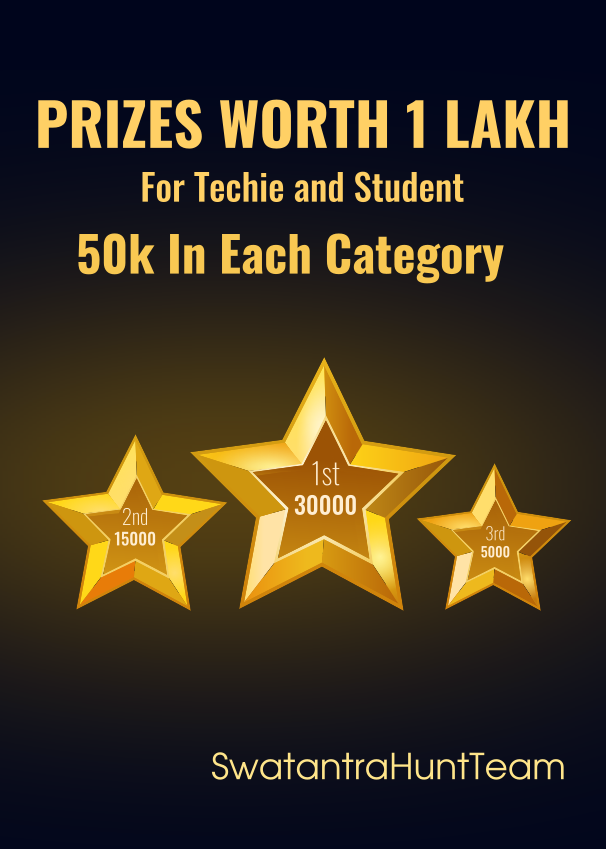 PRIZES WORTH 1 LAKH
For Techie and Student
50k In Each Category
1st
30000
2nd
15000
3rd
5000
SwatantraHuntTeam